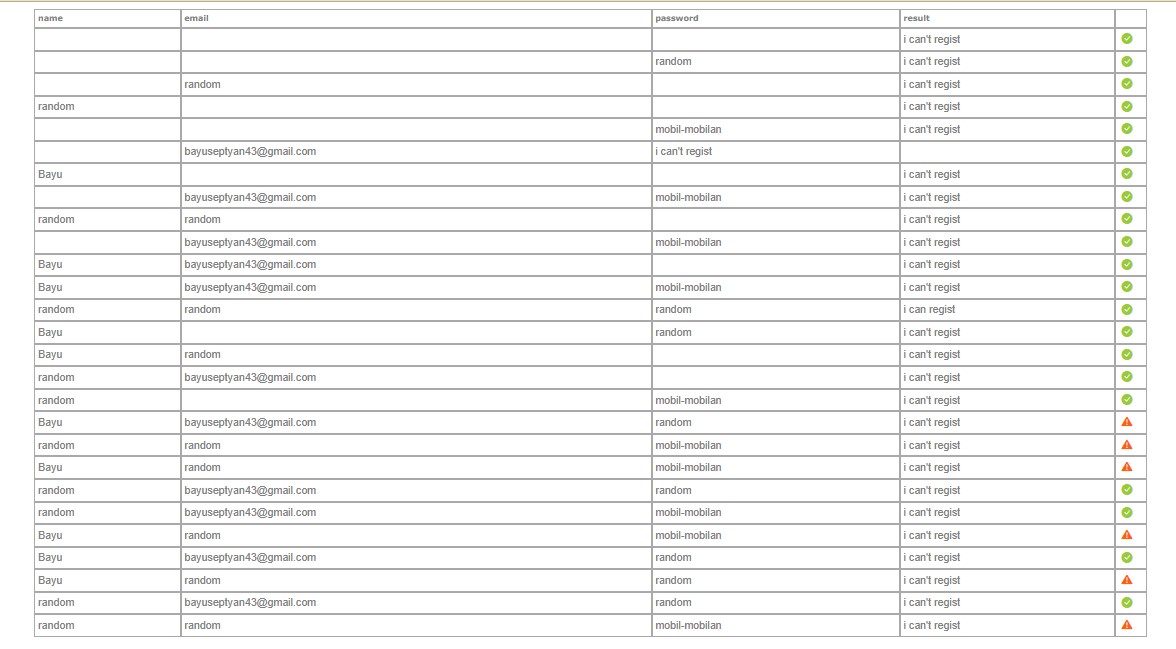 name email password result
i can't regist
random i can't regist
random i can't regist
random i can't regist
mobil-mobilan i can't regist
bayuseptyan43@gmail.com i can't regist
Bayu i can't regist
bayuseptyan43@gmail.com mobil-mobilan i can't regist
random random i can't regist
bayuseptyan43@gmail.com mobil-mobilan i can't regist
Bayu bayuseptyan43@gmail.com i can't regist
Bayu bayuseptyan43@gmail.com mobil-mobilan i can't regist
random random random i can regist
Bayu random i can't regist
Bayu random i can't regist
random bayuseptyan43@gmail.com i can't regist
random mobil-mobilan i can't regist
Bayu bayuseptyan43@gmail.com random i can't regist
random random mobil-mobilan i can't regist
Bayu random mobil-mobilan i can't regist
random bayuseptyan43@gmail.com random i can't regist
random bayuseptyan43@gmail.com mobil-mobilan i can't regist
Bayu random mobil-mobilan i can't regist
Bayu bayuseptyan43@gmail.com random i can't regist
Bayu random random i can't regist
random bayuseptyan43@gmail.com random i can't regist
random random mobil-mobilan i can't regist